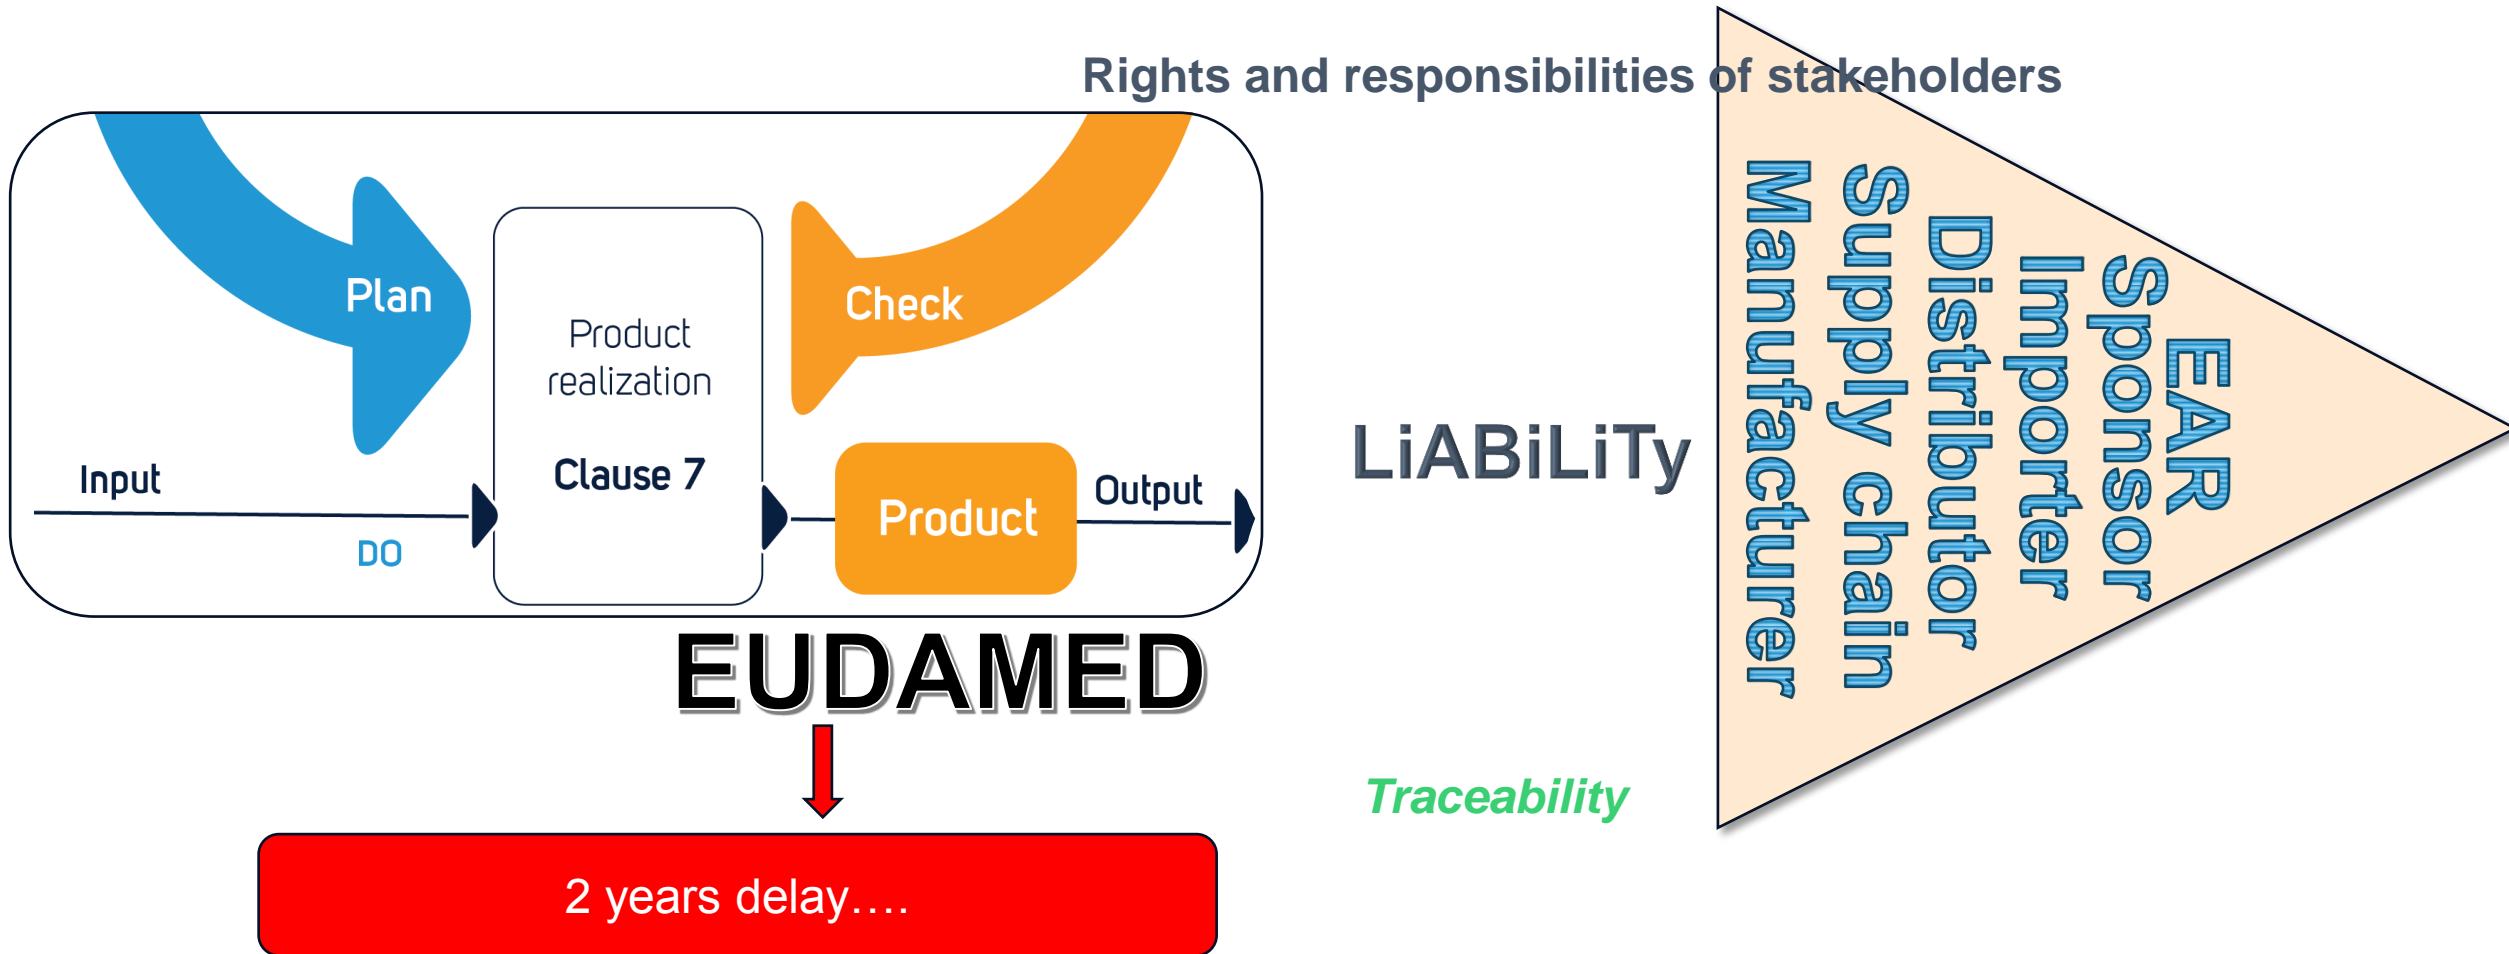 Rights and responsibilities of stakeholders
Plan
Check
Product
realization
Clause 7
Input
DO
Product
Output
EUDAMED
2 years delay....
LiABiLiTy
Traceability
Manufacturer
Supply chain
Distributor
Importer
Sponsor
EAR